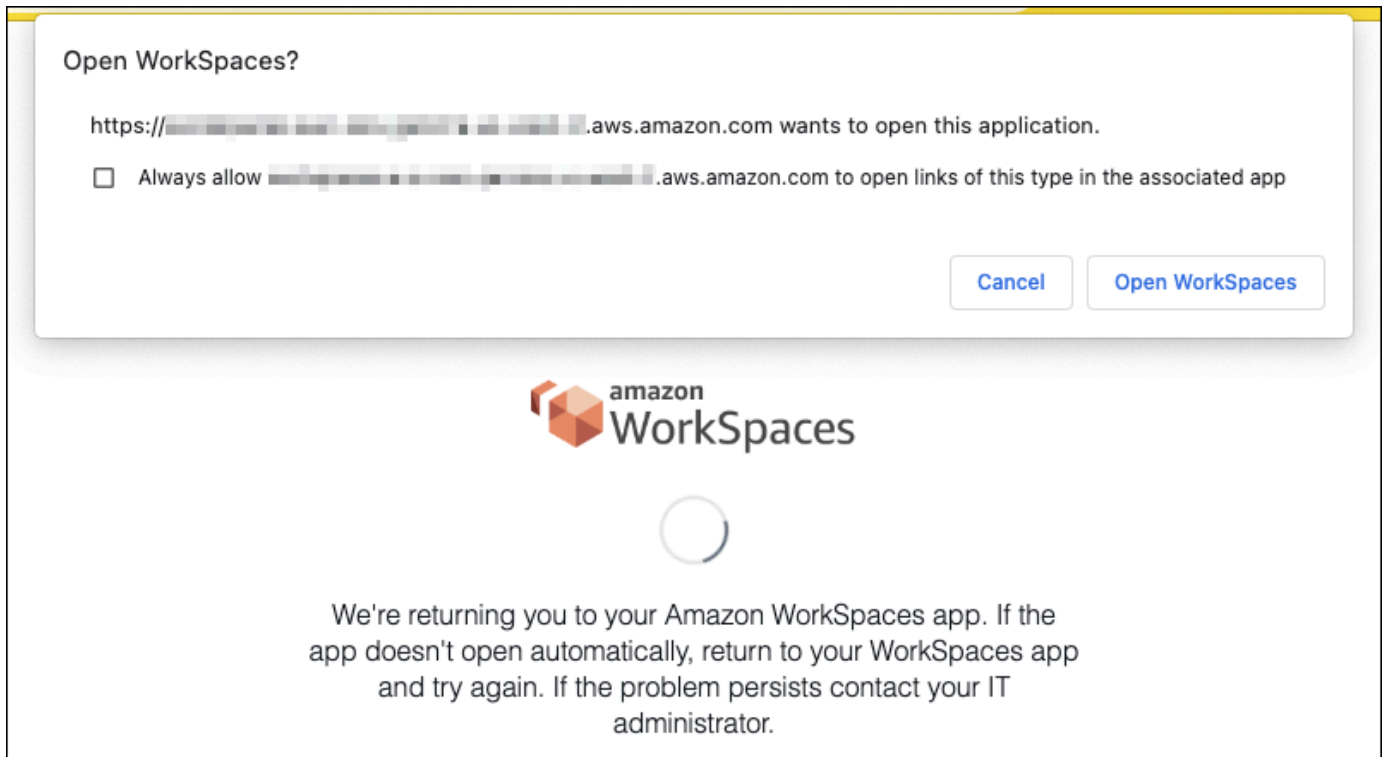 Open WorkSpaces?
https:// .aws.amazon.com wants to open this application.
Always allow .aws.amazon.com to open links of this type in the associated app
Cancel
Open WorkSpaces
amazon
WorkSpaces
We're returning you to your Amazon WorkSpaces app. If the
app doesn't open automatically, return to your WorkSpaces app
and try again. If the problem persists contact your IT
administrator.